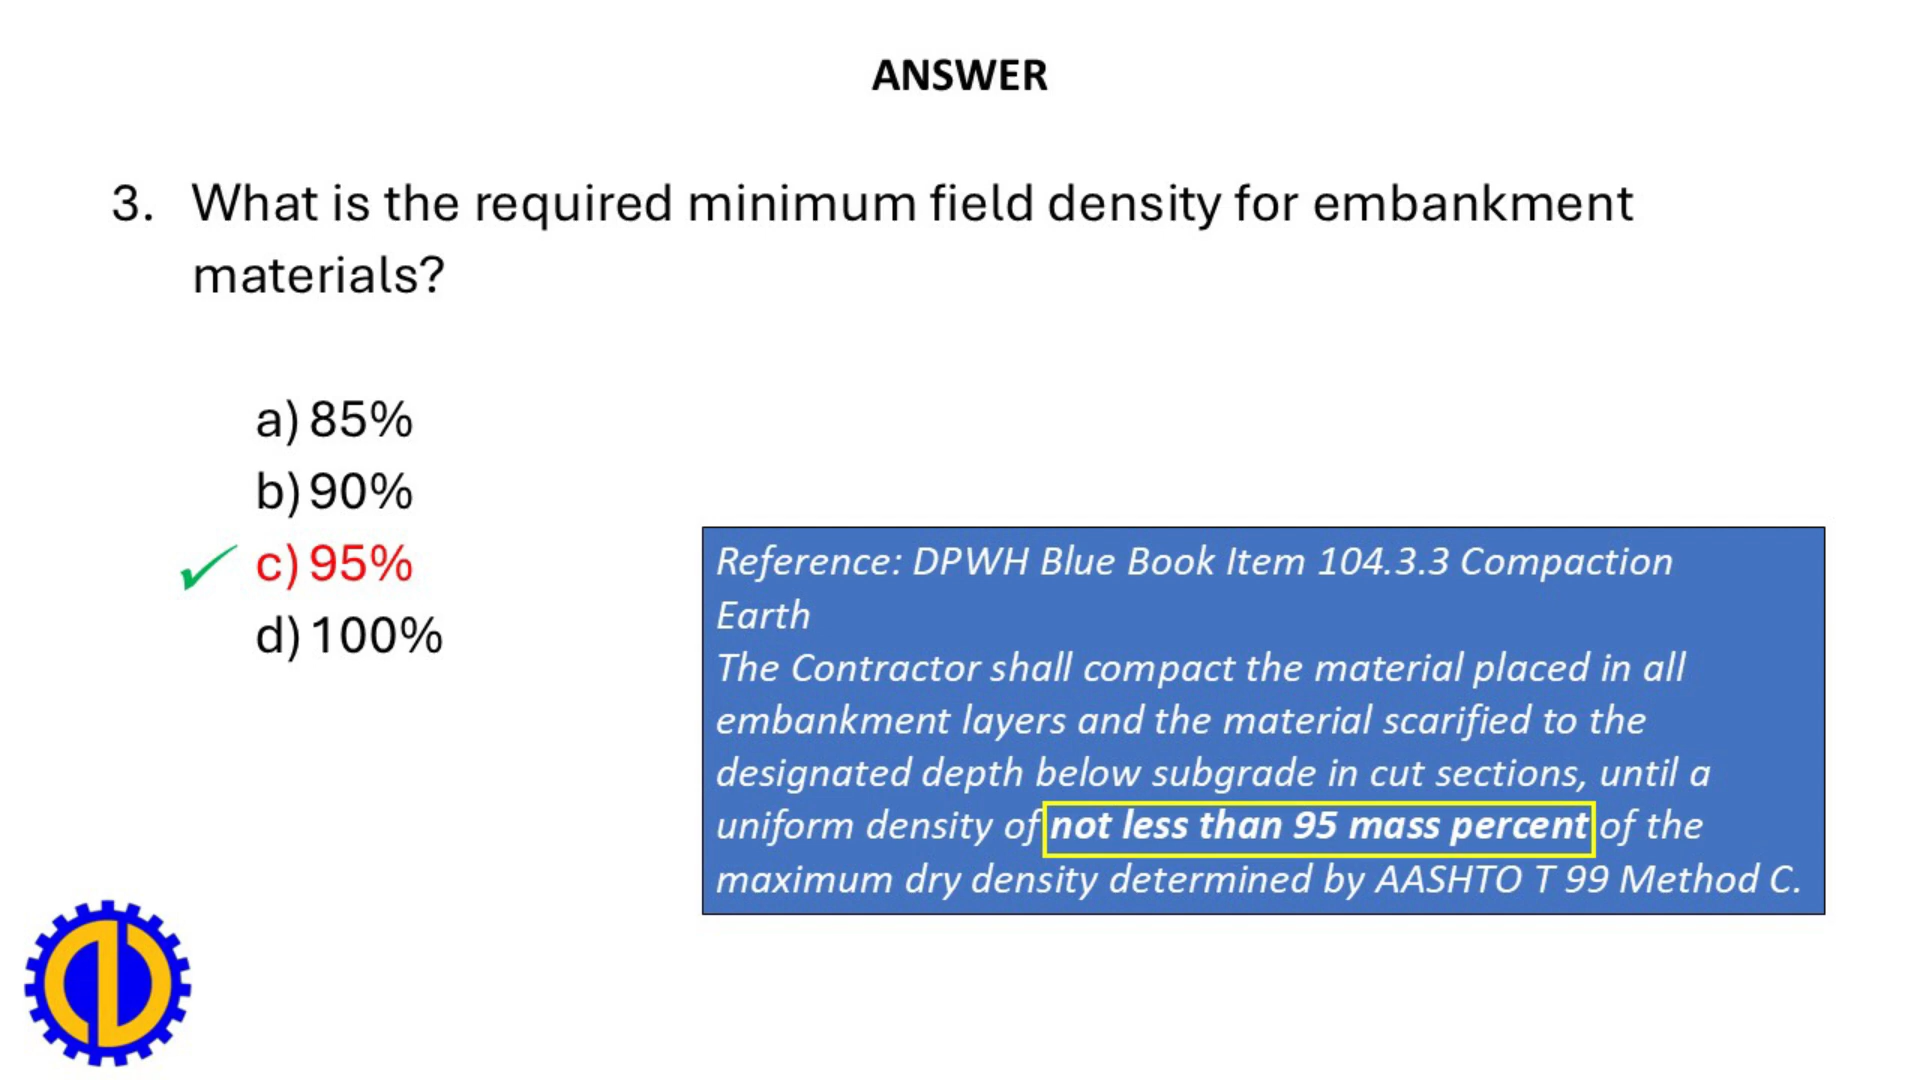 ANSWER
3. What is the required minimum field density for embankment
materials?
a) 85%
b) 90%
c) 95%
d) 100%
Reference: DPWH Blue Book Item 104.3.3 Compaction
Earth
The Contractor shall compact the material placed in all
embankment layers and the material scarified to the
designated depth below subgrade in cut sections, until a
uniform density of not less than 95 mass percent of the
maximum dry density determined by AASHTO T 99 Method C.